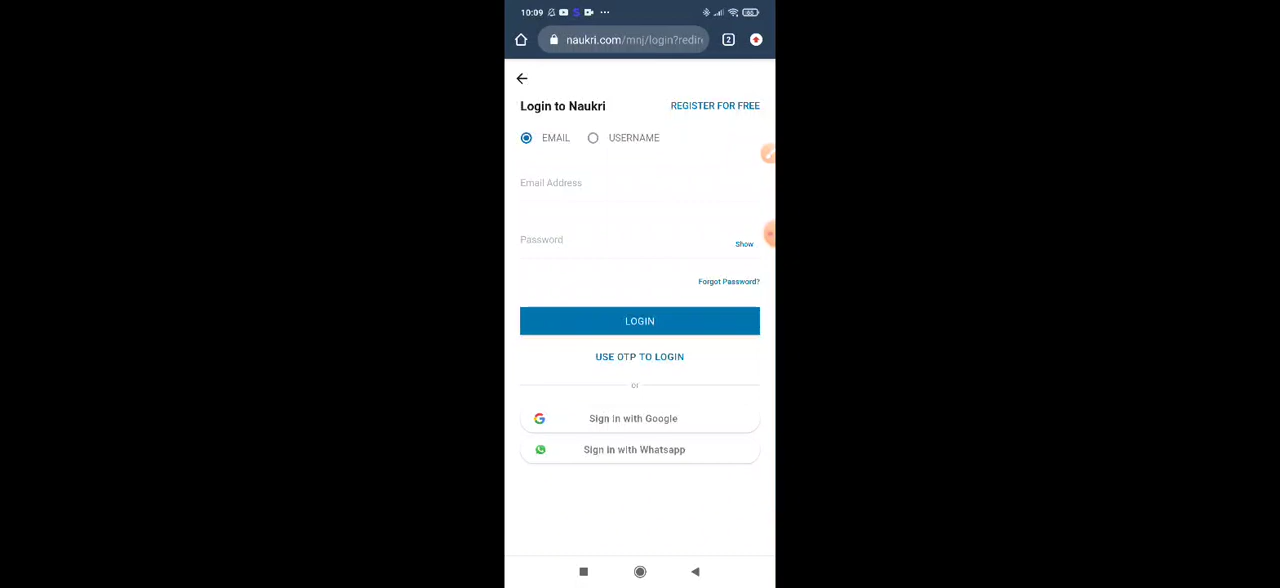 10:09
naukri.com/mnj/login?redire
2
Login to Naukri
REGISTER FOR FREE
EMAIL
USERNAME
Email Address
Password
Show
Forgot Password?
LOGIN
USE OTP TO LOGIN
or
Sign in with Google
Sign in with Whatsapp